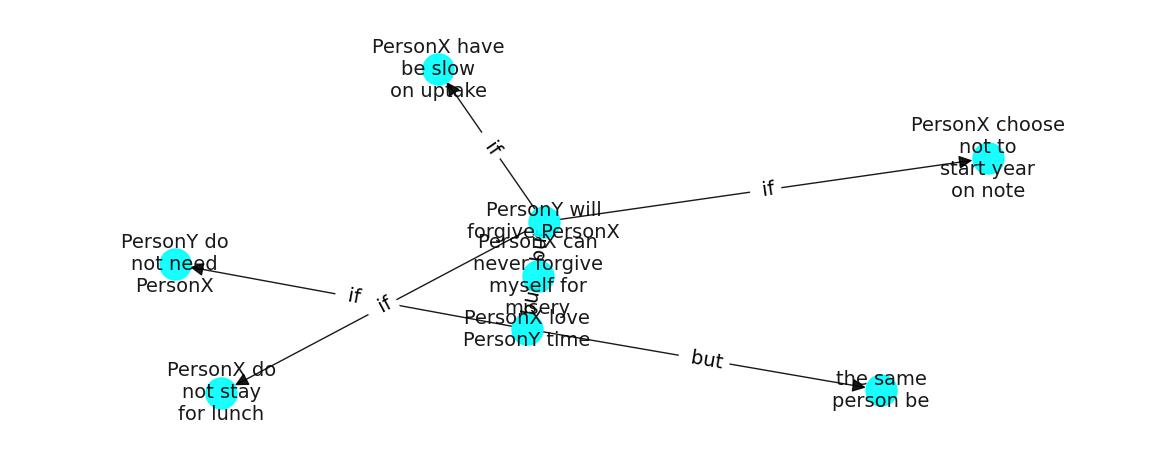 PersonX have
be slow
on uptake
if
PersonX choose
not to
start year
on note
if
PersonY will
forgive PersonX
PersonX can
never forgive
myself for
misery
PersonY do
not need
PersonX
if
if
PersonX love
PersonY time
but
PersonX do
not stay
for lunch
the same
person be